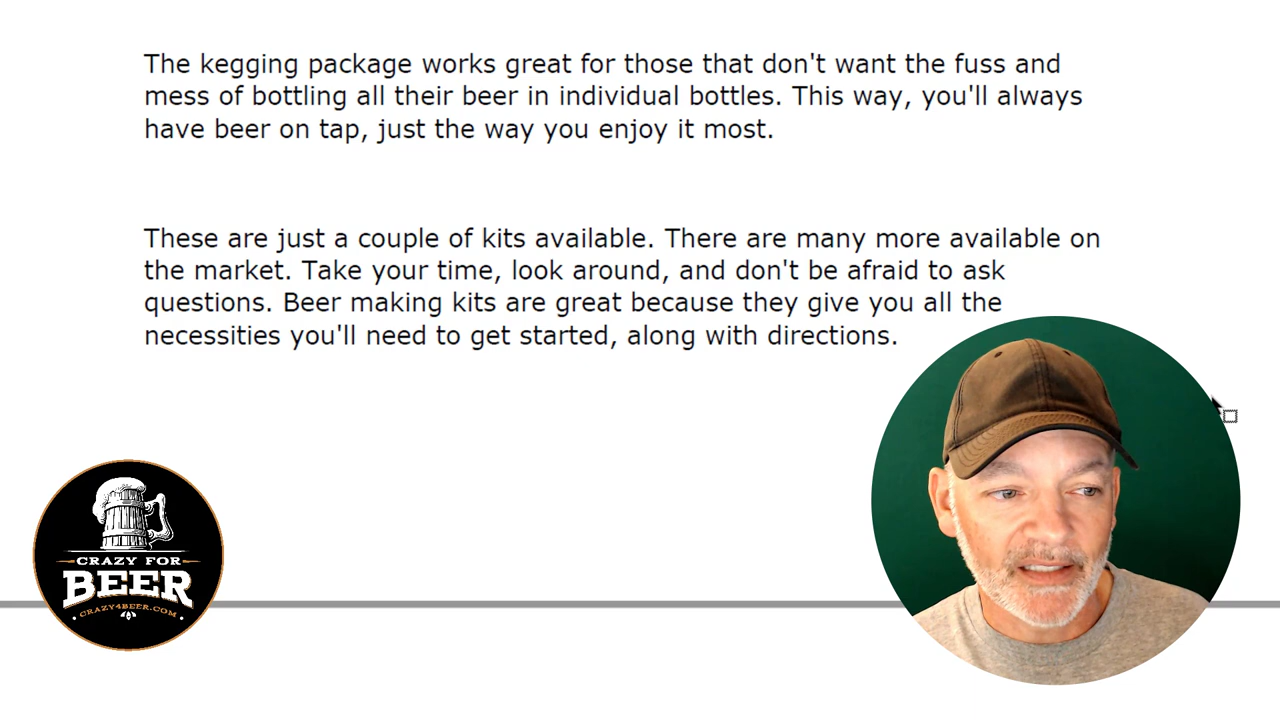 The kegging package works great for those that don't want the fuss and
mess of bottling all their beer in individual bottles. This way, you'll always
have beer on tap, just the way you enjoy it most.
These are just a couple of kits available. There are many more available on
the market. Take your time, look around, and don't be afraid to ask
questions. Beer making kits are great because they give you all the
necessities you'll need to get started, along with directions.
CRAZY FOR
BEER
CRAZY4BEER.COM